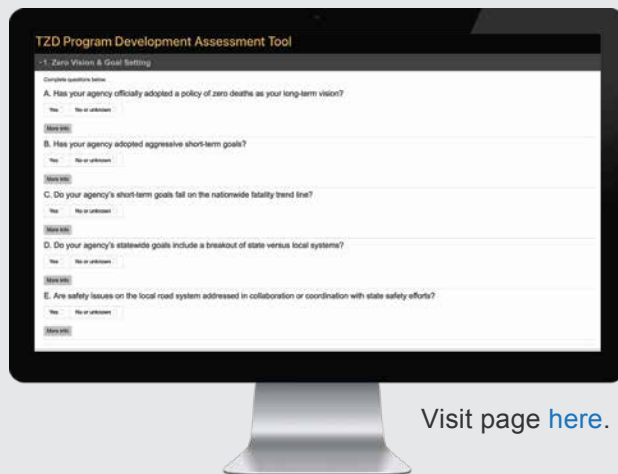 TZD Program Development Assessment Tool
-1. Zero Vision & Goal Setting
Complete questions below.
A. Has your agency officially adopted a policy of zero deaths as your long-term vision?
Yes No or unknown
More info
B. Has your agency adopted aggressive short-term goals?
Yes No or unknown
More info
C. Do your agency's short-term goals fall on the nationwide fatality trend line?
Yes No or unknown
More info
D. Do your agency's statewide goals include a breakout of state versus local systems?
Yes No or unknown
More info
E. Are safety issues on the local road system addressed in collaboration or coordination with state safety efforts?
Yes No or unknown
More info
Visit page here.